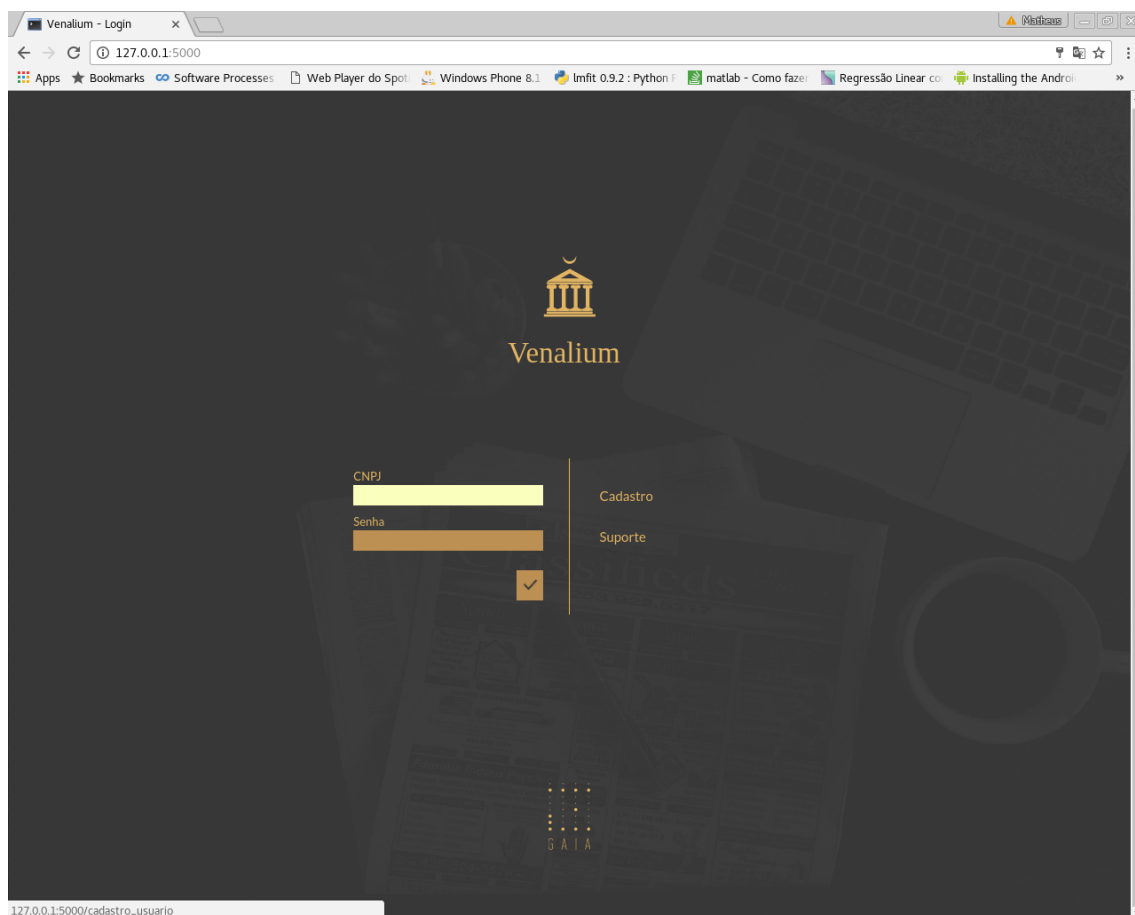 Venalium - Login
Matheus
127.0.0.1:5000
Apps Bookmarks Software Processes Web Player do Spoti Windows Phone 8.1 lmfit 0.9.2 : Python P matlab - Como fazer Regressão Linear co Installing the Androi »
Venalium
CNPJ
Cadastro
Senha
Suporte
Classifieds
GAIA
127.0.0.1:5000/cadastro_usuario